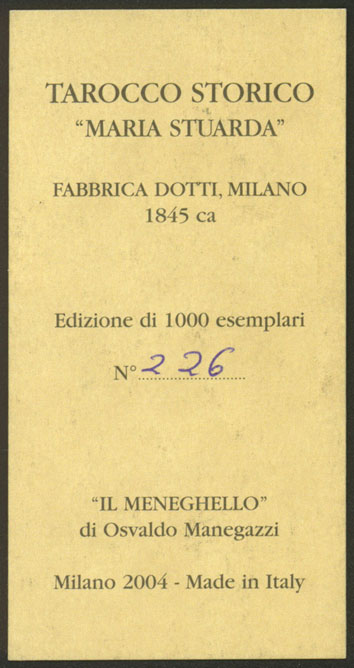 TAROCCO STORICO
“MARIA STUARDA”
FABBRICA DOTTI, MILANO
1845 ca
Edizione di 1000 esemplari
N° 226
“IL MENEGHELLO”
di Osvaldo Manegazzi
Milano 2004 - Made in Italy